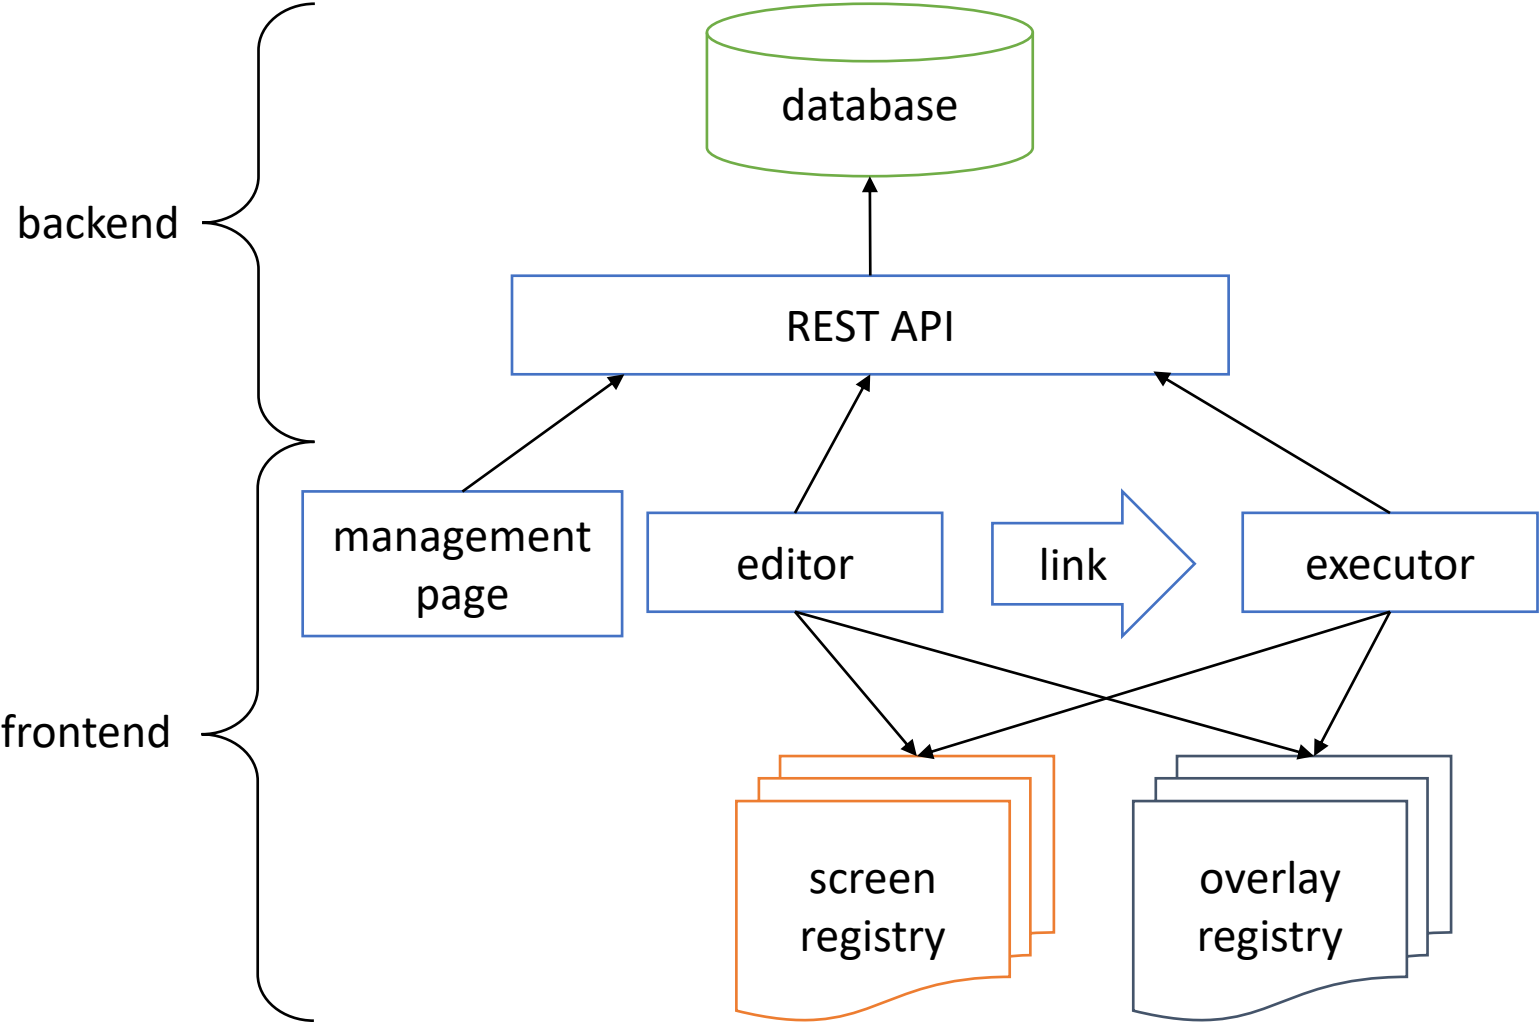 database
backend
REST API
management
page
editor
link
executor
frontend
screen
registry
overlay
registry